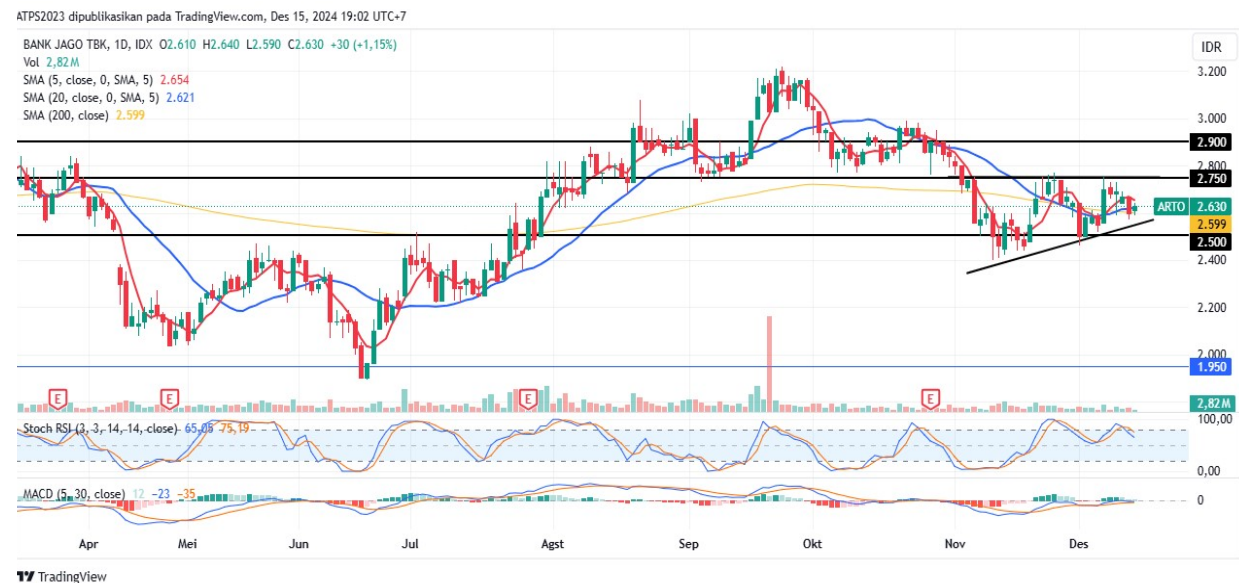 ATPS2023 dipublikasikan pada TradingView.com, Des 15, 2024 19:02 UTC+7
BANK JAGO TBK, 1D, IDX O2.610 H2.640 L2.590 C2.630 +30 (+1,15%)
IDR
Vol 2,82M
SMA (5, close, 0, SMA, 5) 2.654
SMA (20, close, 0, SMA, 5) 2.621
SMA (200, close) 2.599
3.200
3.000
2.900
2.800
2.750
ARTO 2.630
2.599
2.500
2.400
2.200
2.000
1.950
E E E E
2,82M
100,00
Stoch RSI (3, 3, 14, 14, close) 65,05 75,19
0,00
MACD (5, 30, close) 12 −23 −35
0
Apr Mei Jun Jul Agst Sep Okt Nov Des
TradingView